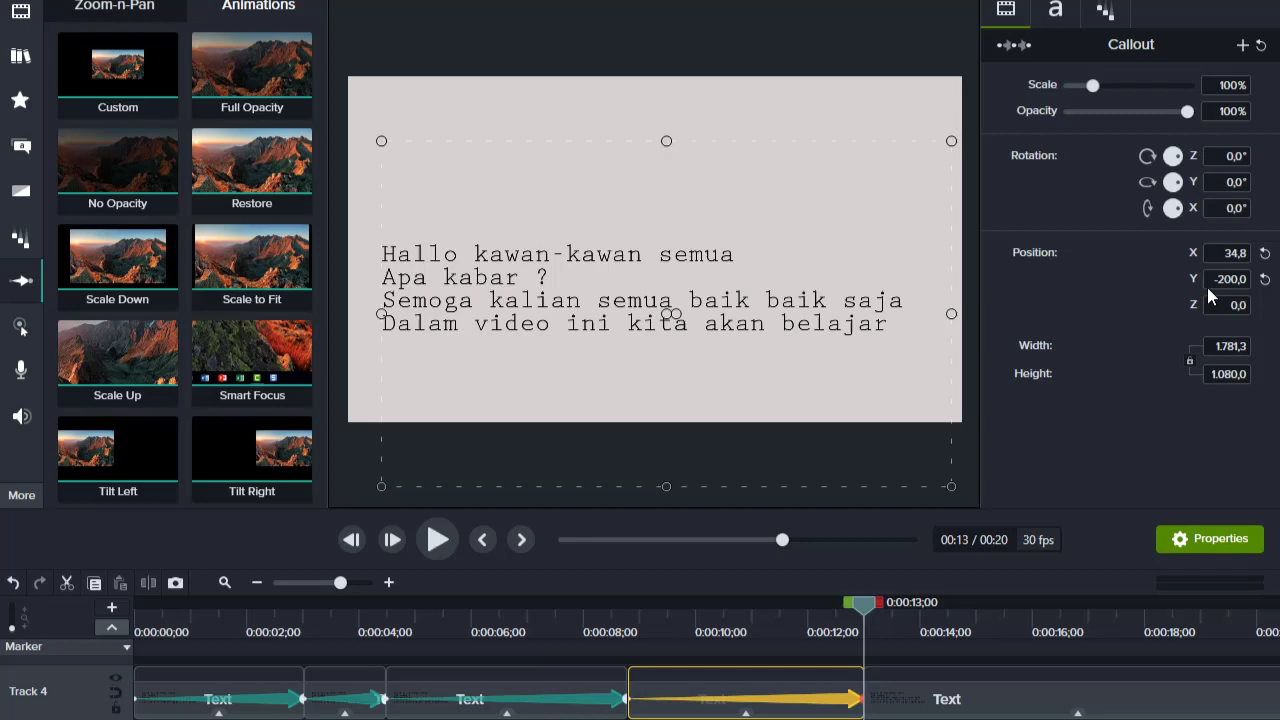 Zoom-n-Pan
Animations
Custom
Full Opacity
No Opacity
Restore
Scale Down
Scale to Fit
Scale Up
Smart Focus
Tilt Left
Tilt Right
More
Hallo kawan-kawan semua
Apa kabar ?
Semoga kalian semua baik baik saja
Dalam video ini kita akan belajar
Callout
Scale 100%
Opacity 100%
Rotation: Z 0,0°
Y 0,0°
X 0,0°
Position: X 34,8
Y -200,0
Z 0,0
Width: 1.781,3
Height: 1.080,0
00:13 / 00:20 30 fps
Properties
0:00:13;00
0:00:00;00 0:00:02;00 0:00:04;00 0:00:06;00 0:00:08;00 0:00:10;00 0:00:12;00 0:00:14;00 0:00:16;00 0:00:18;00
Marker
Track 4
Text Text Text Text